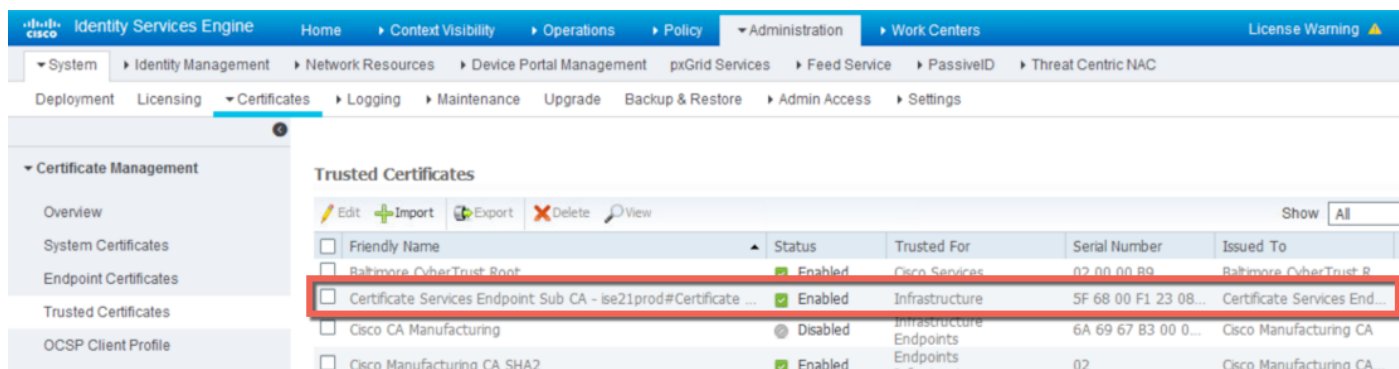 cisco Identity Services Engine Home Context Visibility Operations Policy Administration Work Centers License Warning
System Identity Management Network Resources Device Portal Management pxGrid Services Feed Service PassiveID Threat Centric NAC
Deployment Licensing Certificates Logging Maintenance Upgrade Backup & Restore Admin Access Settings
Certificate Management
Overview
System Certificates
Endpoint Certificates
Trusted Certificates
OCSP Client Profile
Trusted Certificates
Edit Import Export Delete View Show All
Friendly Name Status Trusted For Serial Number Issued To
Baltimore CyberTrust Root Enabled Cisco Services 02 00 00 B9 Baltimore CyberTrust R
Certificate Services Endpoint Sub CA - ise21prod#Certificate ... Enabled Infrastructure 5F 68 00 F1 23 08... Certificate Services End...
Cisco CA Manufacturing Disabled Infrastructure 6A 69 67 B3 00 0... Cisco Manufacturing CA
Endpoints
Cisco Manufacturing CA SHA2 Enabled Endpoints 02 Cisco Manufacturing CA